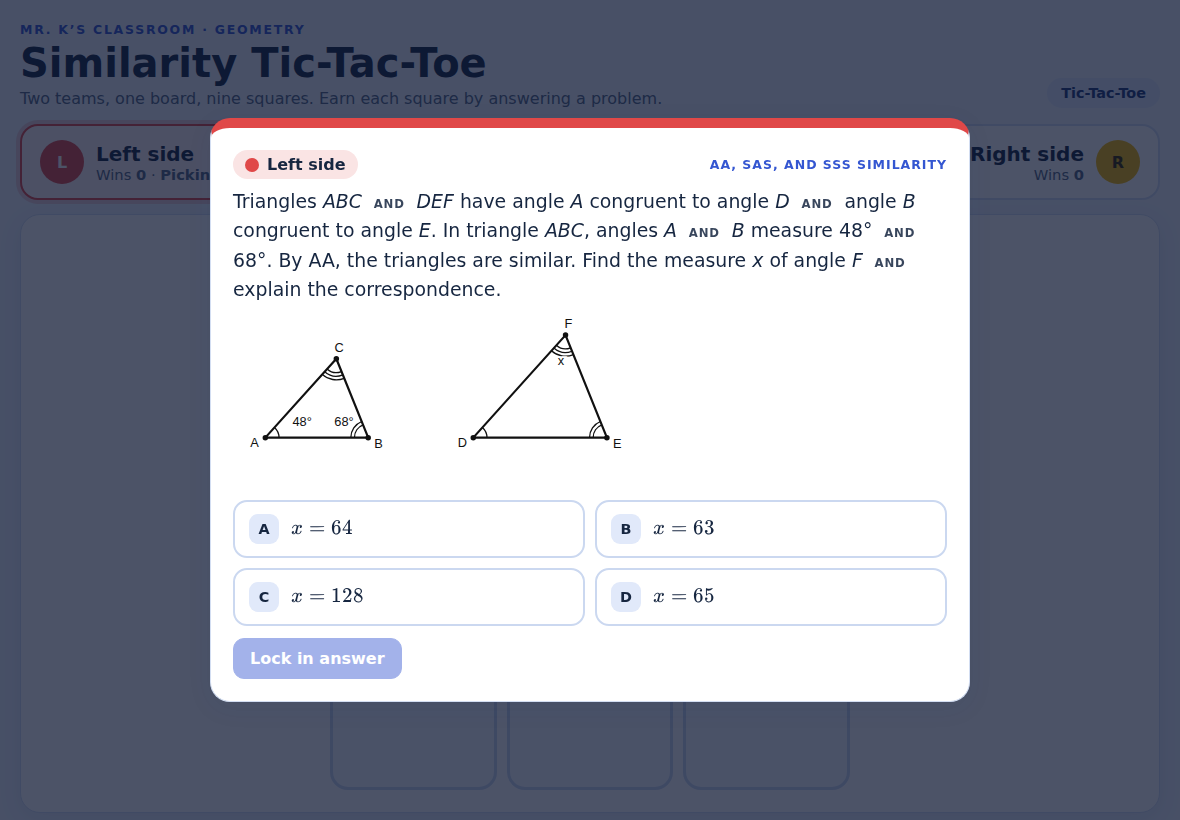 MR. K'S CLASSROOM · GEOMETRY
Similarity Tic-Tac-Toe
Two teams, one board, nine squares. Earn each square by answering a problem.
Tic-Tac-Toe
L
Left side
Wins 0 · Pickin
Right side
Wins 0
R
Left side
AA, SAS, AND SSS SIMILARITY
Triangles ABC AND DEF have angle A congruent to angle D AND angle B
congruent to angle E. In triangle ABC, angles A AND B measure 48° AND
68°. By AA, the triangles are similar. Find the measure x of angle F AND
explain the correspondence.
F
C
x
48° 68°
A
B
D
E
A x = 64
B x = 63
C x = 128
D x = 65
Lock in answer